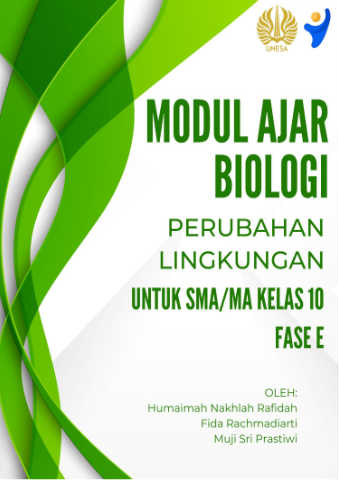 UNESA
MODUL AJAR
BIOLOGI
PERUBAHAN
LINGKUNGAN
UNTUK SMA/MA KELAS 10
FASE E
OLEH:
Humaimah Nakhlah Rafidah
Fida Rachmadiarti
Muji Sri Prastiwi